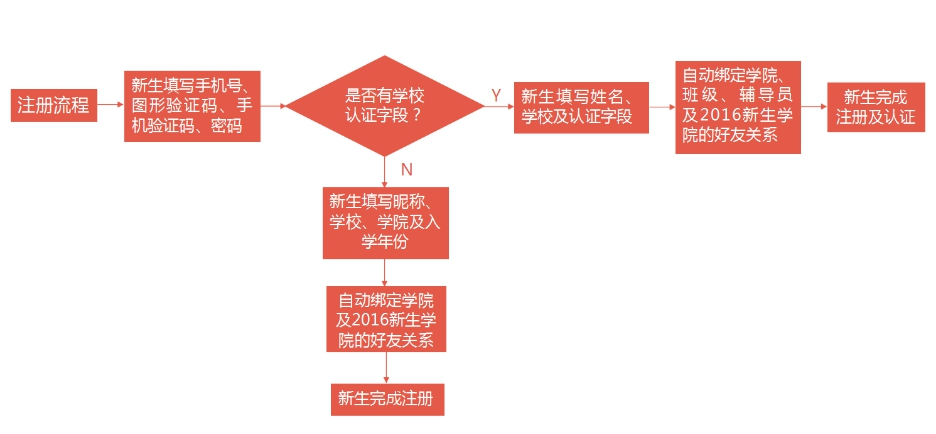 注册流程
新生填写手机号、
图形验证码、手
机验证码、密码
是否有学校
认证字段？
Y
新生填写姓名、
学校及认证字段
自动绑定学院、
班级、辅导员
及2016新生学
院的好友关系
新生完成
注册及认证
N
新生填写昵称、
学校、学院及入
学年份
自动绑定学院
及2016新生学
院的好友关系
新生完成注册